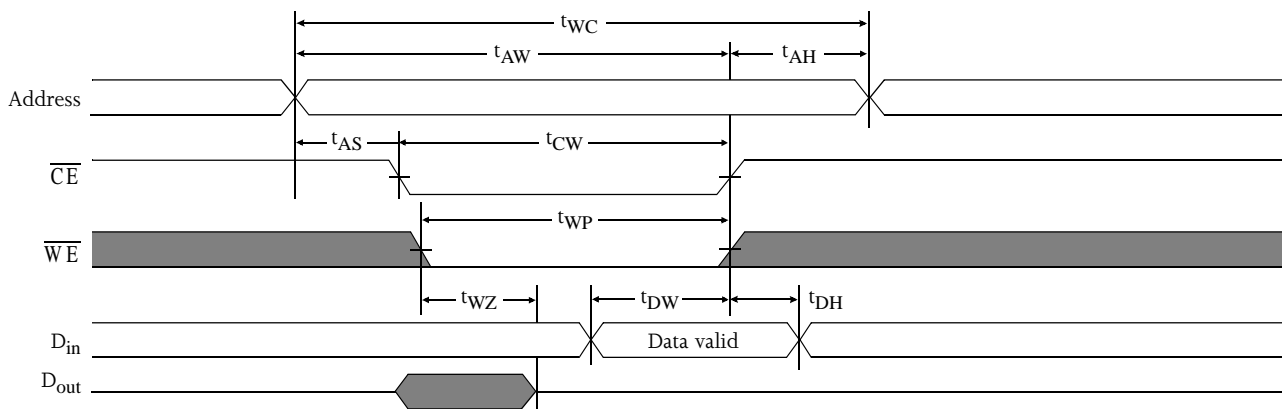 tWC
tAW tAH
Address
tAS tCW
CE
tWP
WE
tWZ tDW tDH
Din Data valid
Dout